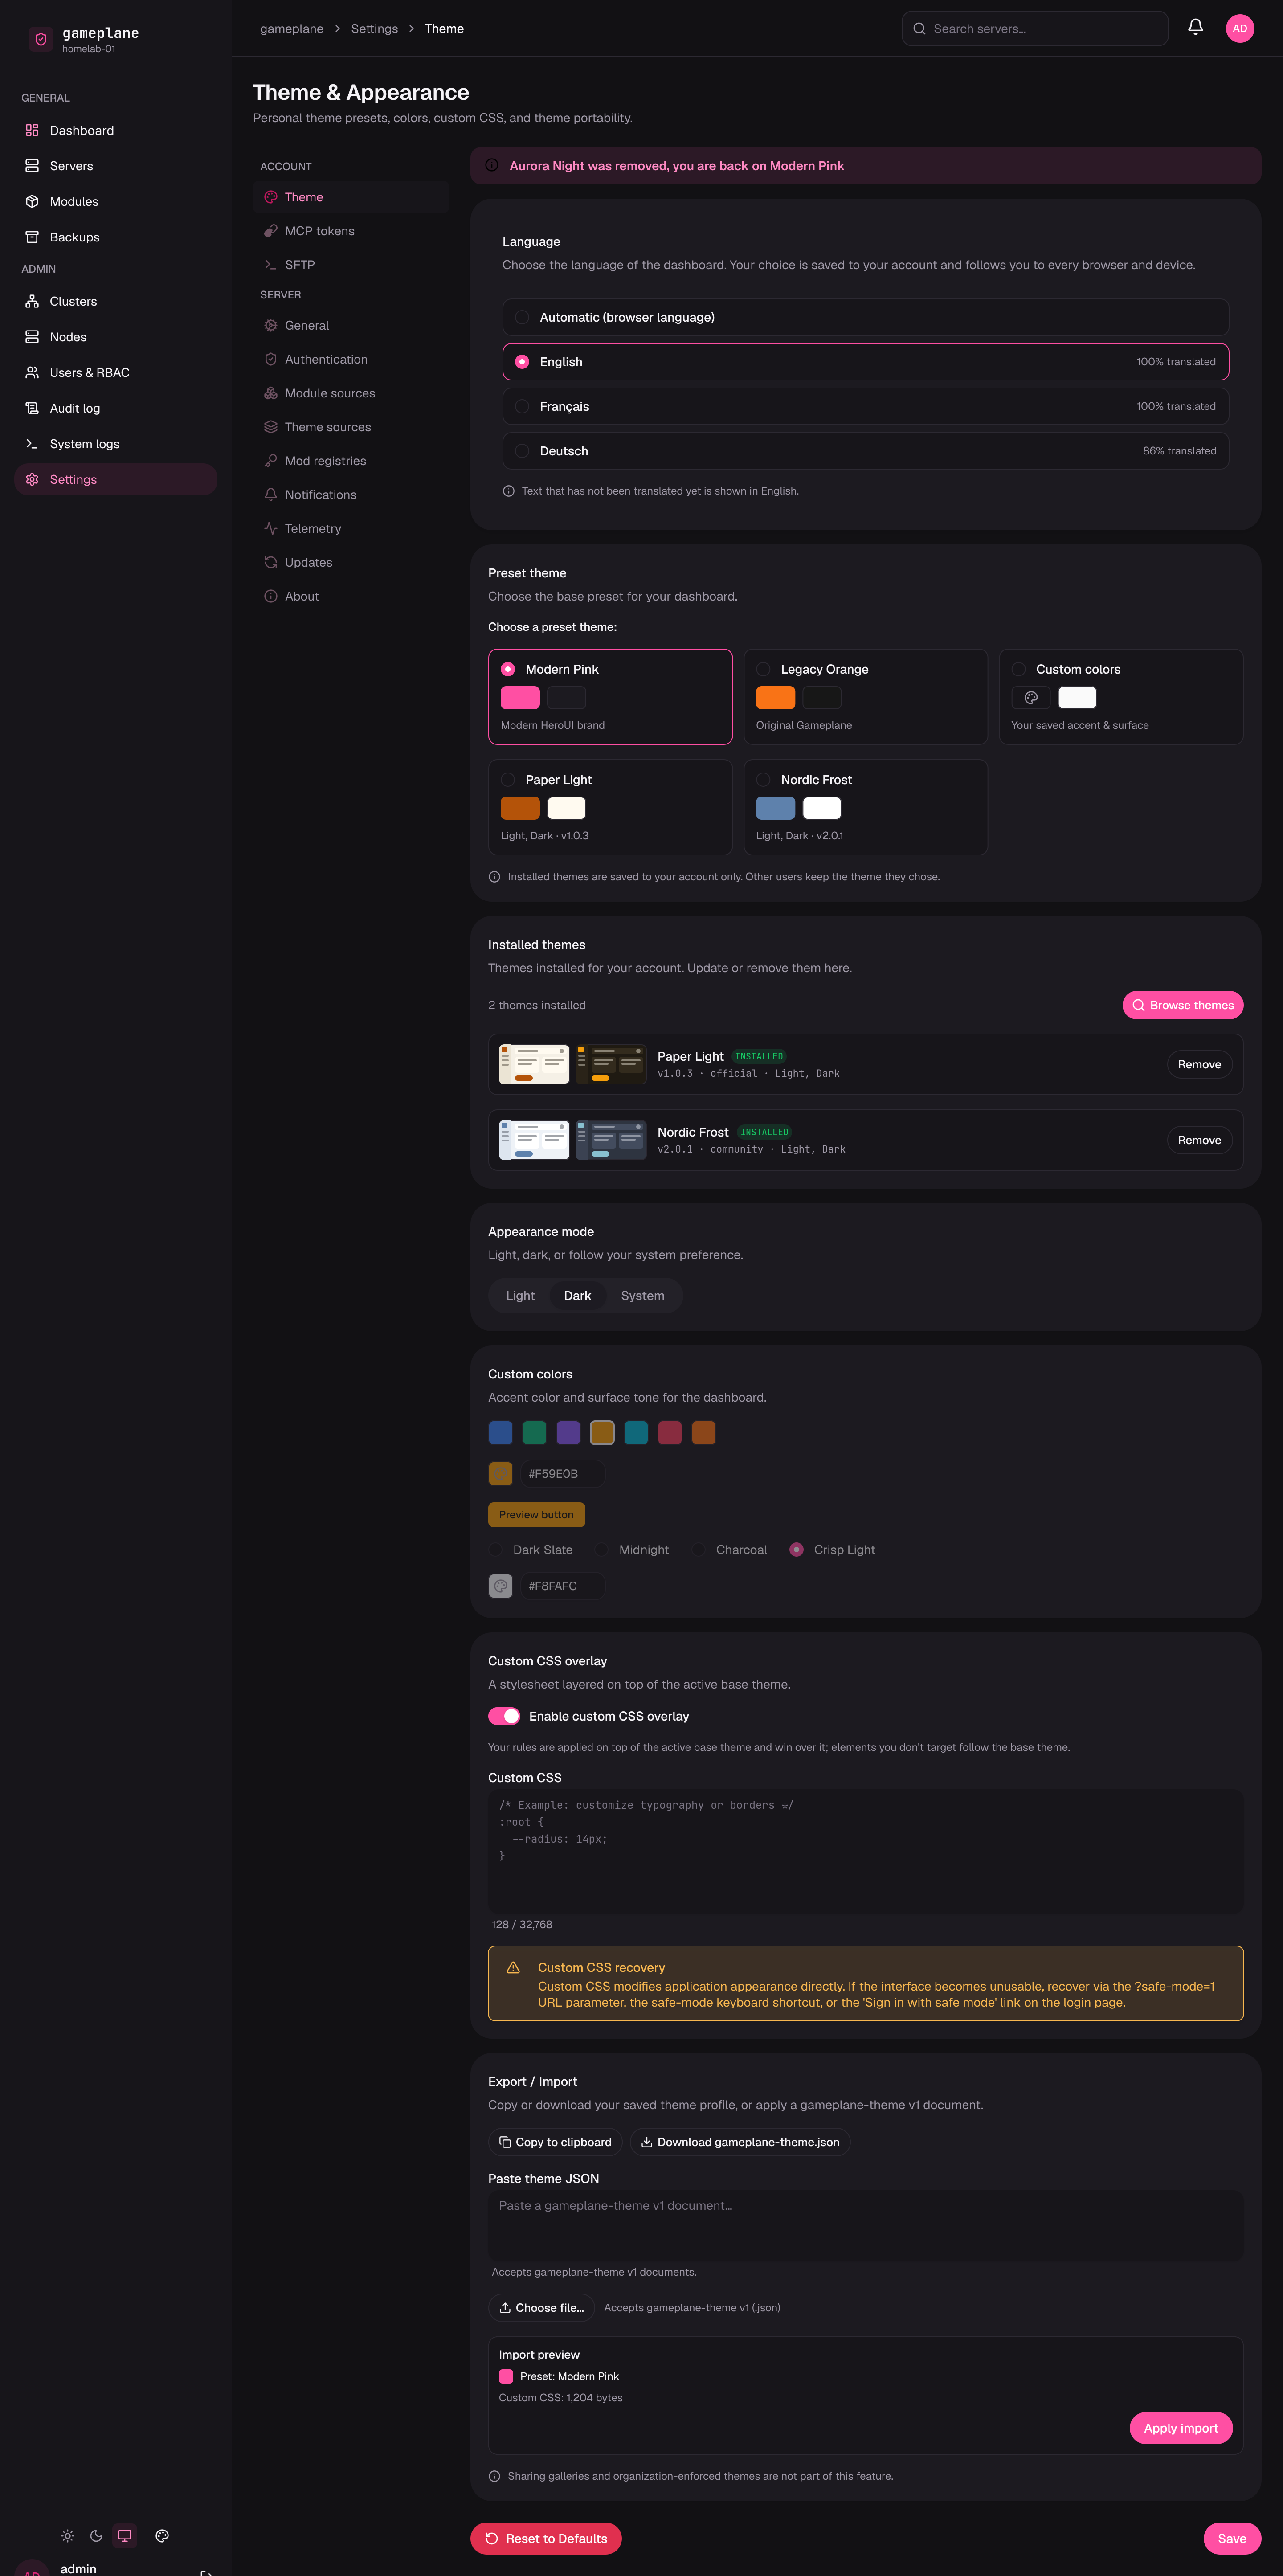 gameplane
homelab-01
GENERAL
Dashboard
Servers
Modules
Backups
ADMIN
Clusters
Nodes
Users & RBAC
Audit log
System logs
Settings
AD
admin
gameplane
Settings
Theme
Search servers...
AD
Theme & Appearance
Personal theme presets, colors, custom CSS, and theme portability.
ACCOUNT
Theme
MCP tokens
SFTP
SERVER
General
Authentication
Module sources
Theme sources
Mod registries
Notifications
Telemetry
Updates
About
Aurora Night was removed, you are back on Modern Pink
Language
Choose the language of the dashboard. Your choice is saved to your account and follows you to every browser and device.
Automatic (browser language)
English 100% translated
Français 100% translated
Deutsch 86% translated
Text that has not been translated yet is shown in English.
Preset theme
Choose the base preset for your dashboard.
Choose a preset theme:
Modern Pink
Modern HeroUI brand
Legacy Orange
Original Gameplane
Custom colors
Your saved accent & surface
Paper Light
Light, Dark · v1.0.3
Nordic Frost
Light, Dark · v2.0.1
Installed themes are saved to your account only. Other users keep the theme they chose.
Installed themes
Themes installed for your account. Update or remove them here.
2 themes installed
Browse themes
Paper Light INSTALLED
v1.0.3 · official · Light, Dark
Remove
Nordic Frost INSTALLED
v2.0.1 · community · Light, Dark
Remove
Appearance mode
Light, dark, or follow your system preference.
Light Dark System
Custom colors
Accent color and surface tone for the dashboard.
#F59E0B
Preview button
Dark Slate Midnight Charcoal Crisp Light
#F8FAFC
Custom CSS overlay
A stylesheet layered on top of the active base theme.
Enable custom CSS overlay
Your rules are applied on top of the active base theme and win over it; elements you don't target follow the base theme.
Custom CSS
/* Example: customize typography or borders */
:root {
--radius: 14px;
}
128 / 32,768
Custom CSS recovery
Custom CSS modifies application appearance directly. If the interface becomes unusable, recover via the ?safe-mode=1
URL parameter, the safe-mode keyboard shortcut, or the 'Sign in with safe mode' link on the login page.
Export / Import
Copy or download your saved theme profile, or apply a gameplane-theme v1 document.
Copy to clipboard
Download gameplane-theme.json
Paste theme JSON
Paste a gameplane-theme v1 document...
Accepts gameplane-theme v1 documents.
Choose file...
Accepts gameplane-theme v1 (.json)
Import preview
Preset: Modern Pink
Custom CSS: 1,204 bytes
Apply import
Sharing galleries and organization-enforced themes are not part of this feature.
Reset to Defaults
Save